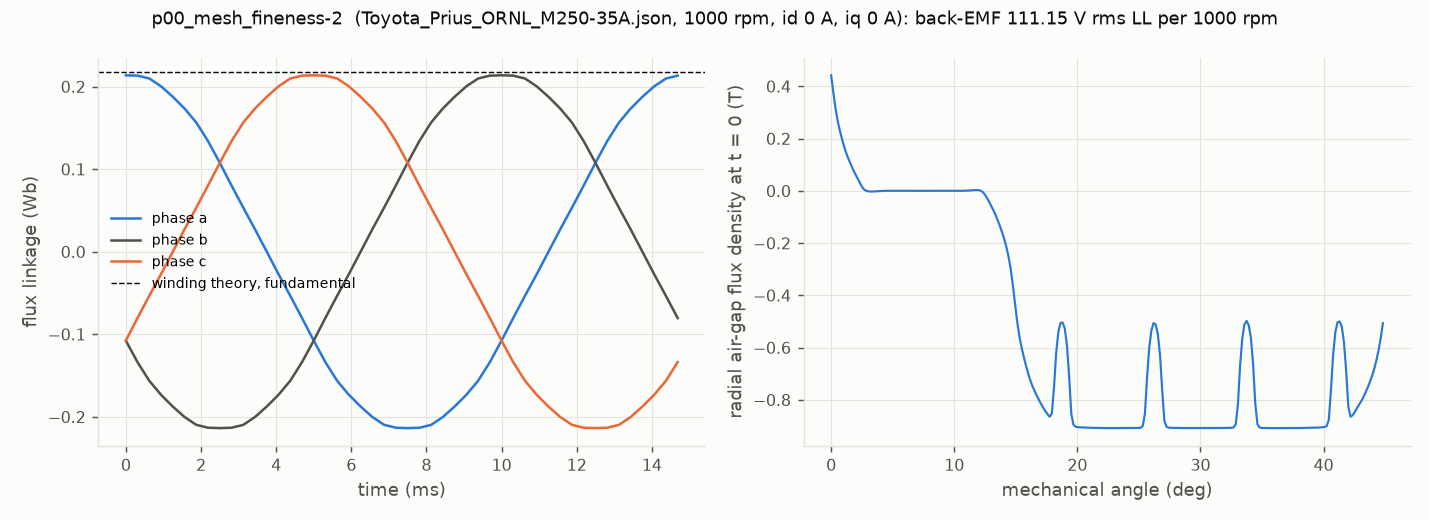 p00_mesh_fineness-2  (Toyota_Prius_ORNL_M250-35A.json, 1000 rpm, id 0 A, iq 0 A): back-EMF 111.15 V rms LL per 1000 rpm
flux linkage (Wb)
0.2
0.1
0.0
−0.1
−0.2
phase a
phase b
phase c
winding theory, fundamental
0
2
4
6
8
10
12
14
time (ms)
radial air-gap flux density at t = 0 (T)
0.4
0.2
0.0
−0.2
−0.4
−0.6
−0.8
0
10
20
30
40
mechanical angle (deg)